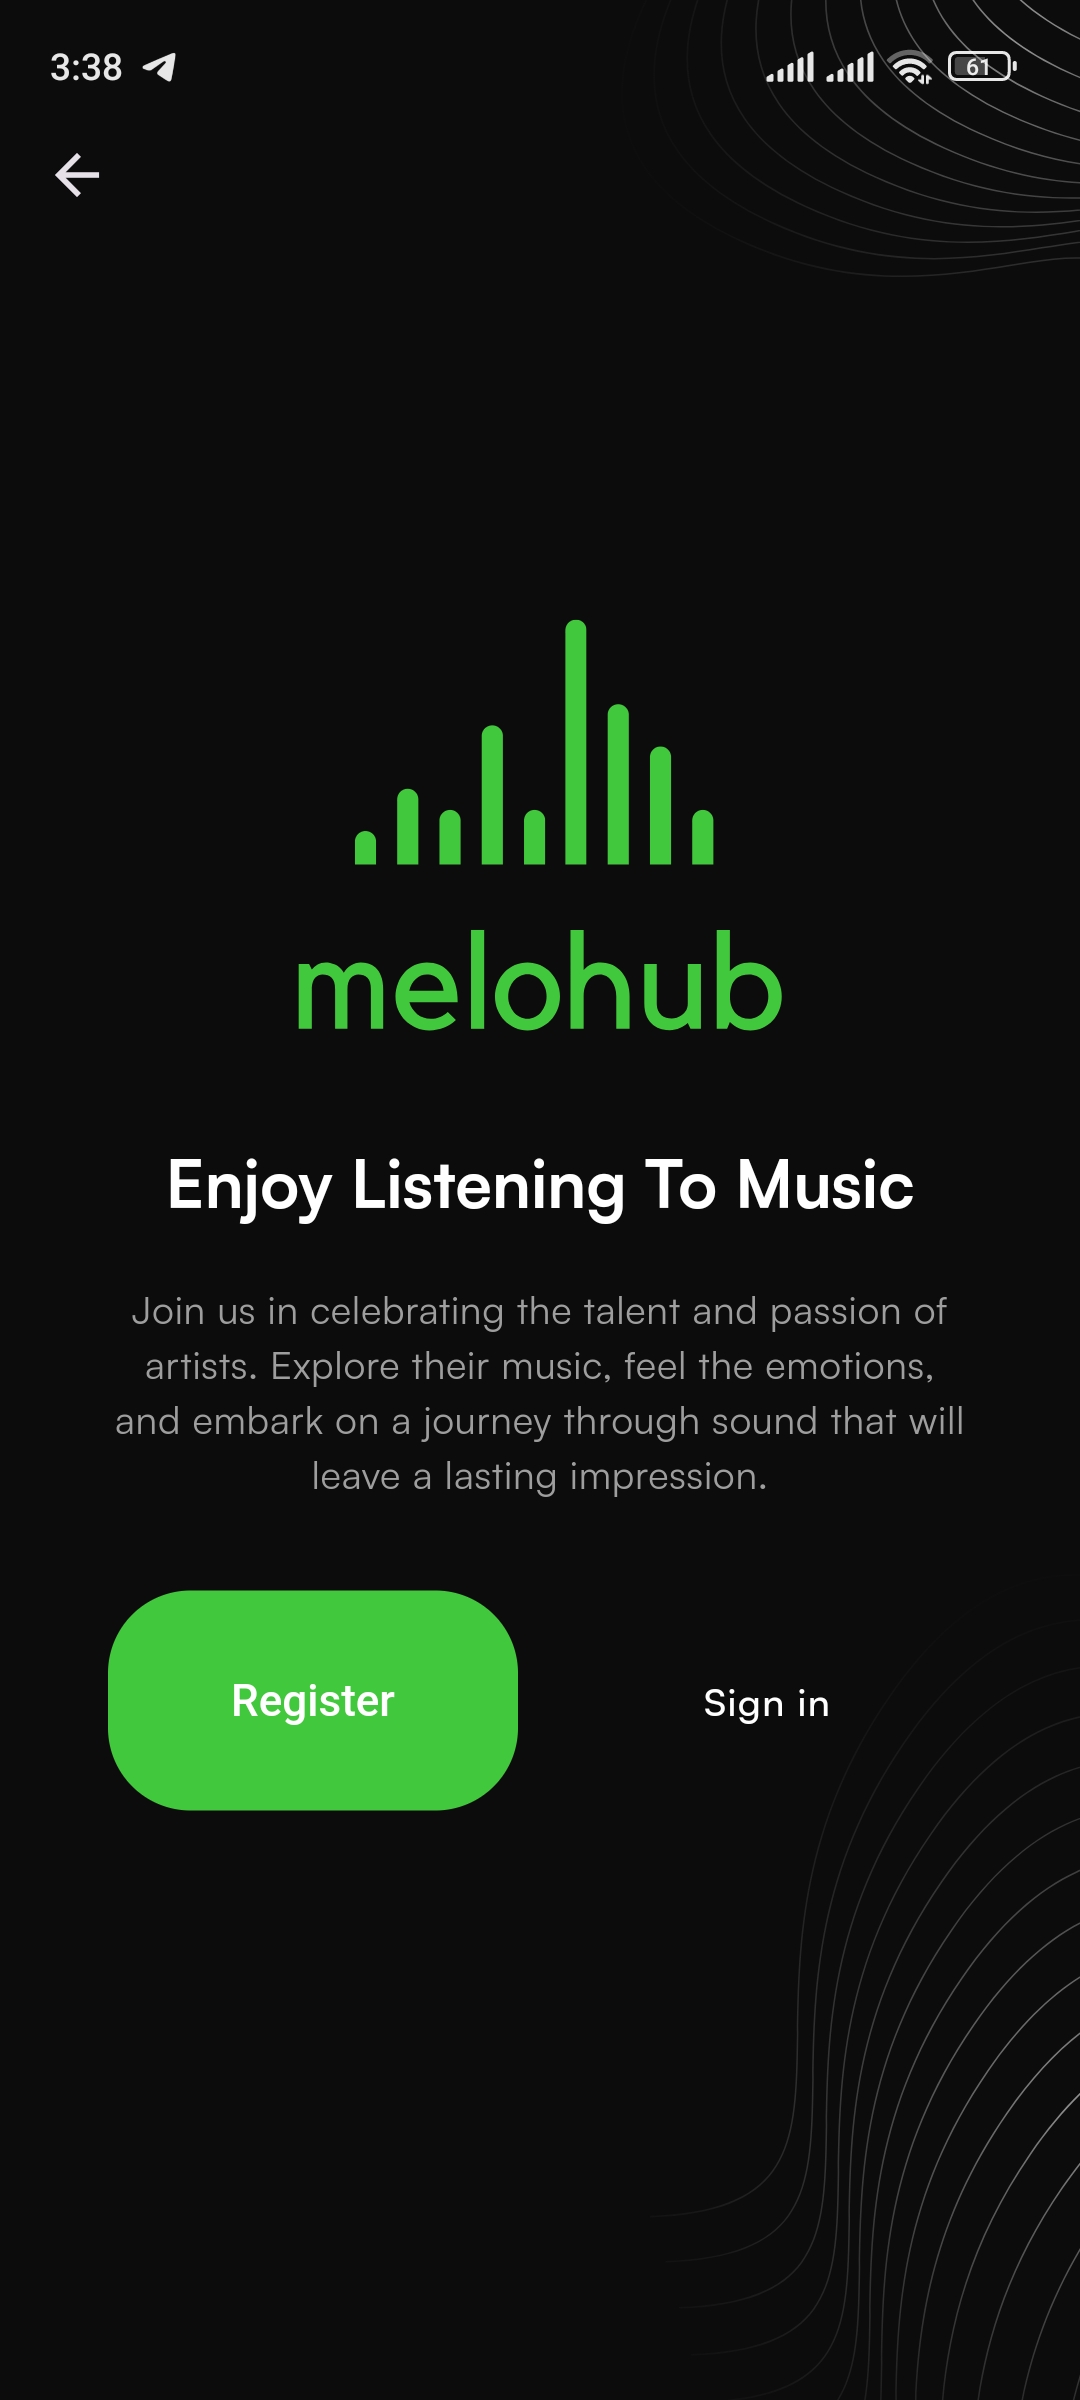 3:38
61
melohub
Enjoy Listening To Music
Join us in celebrating the talent and passion of
artists. Explore their music, feel the emotions,
and embark on a journey through sound that will
leave a lasting impression.
Register
Sign in